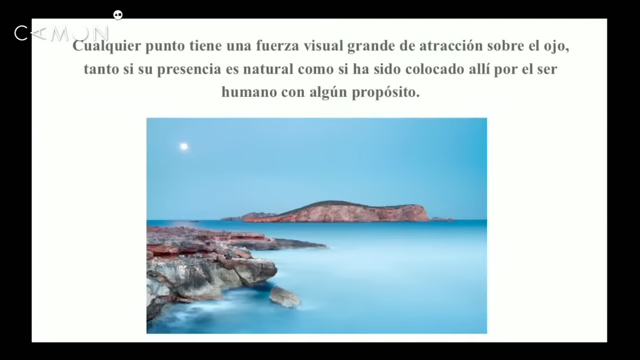 CAMON
Cualquier punto tiene una fuerza visual grande de atracción sobre el ojo,
tanto si su presencia es natural como si ha sido colocado allí por el ser
humano con algún propósito.